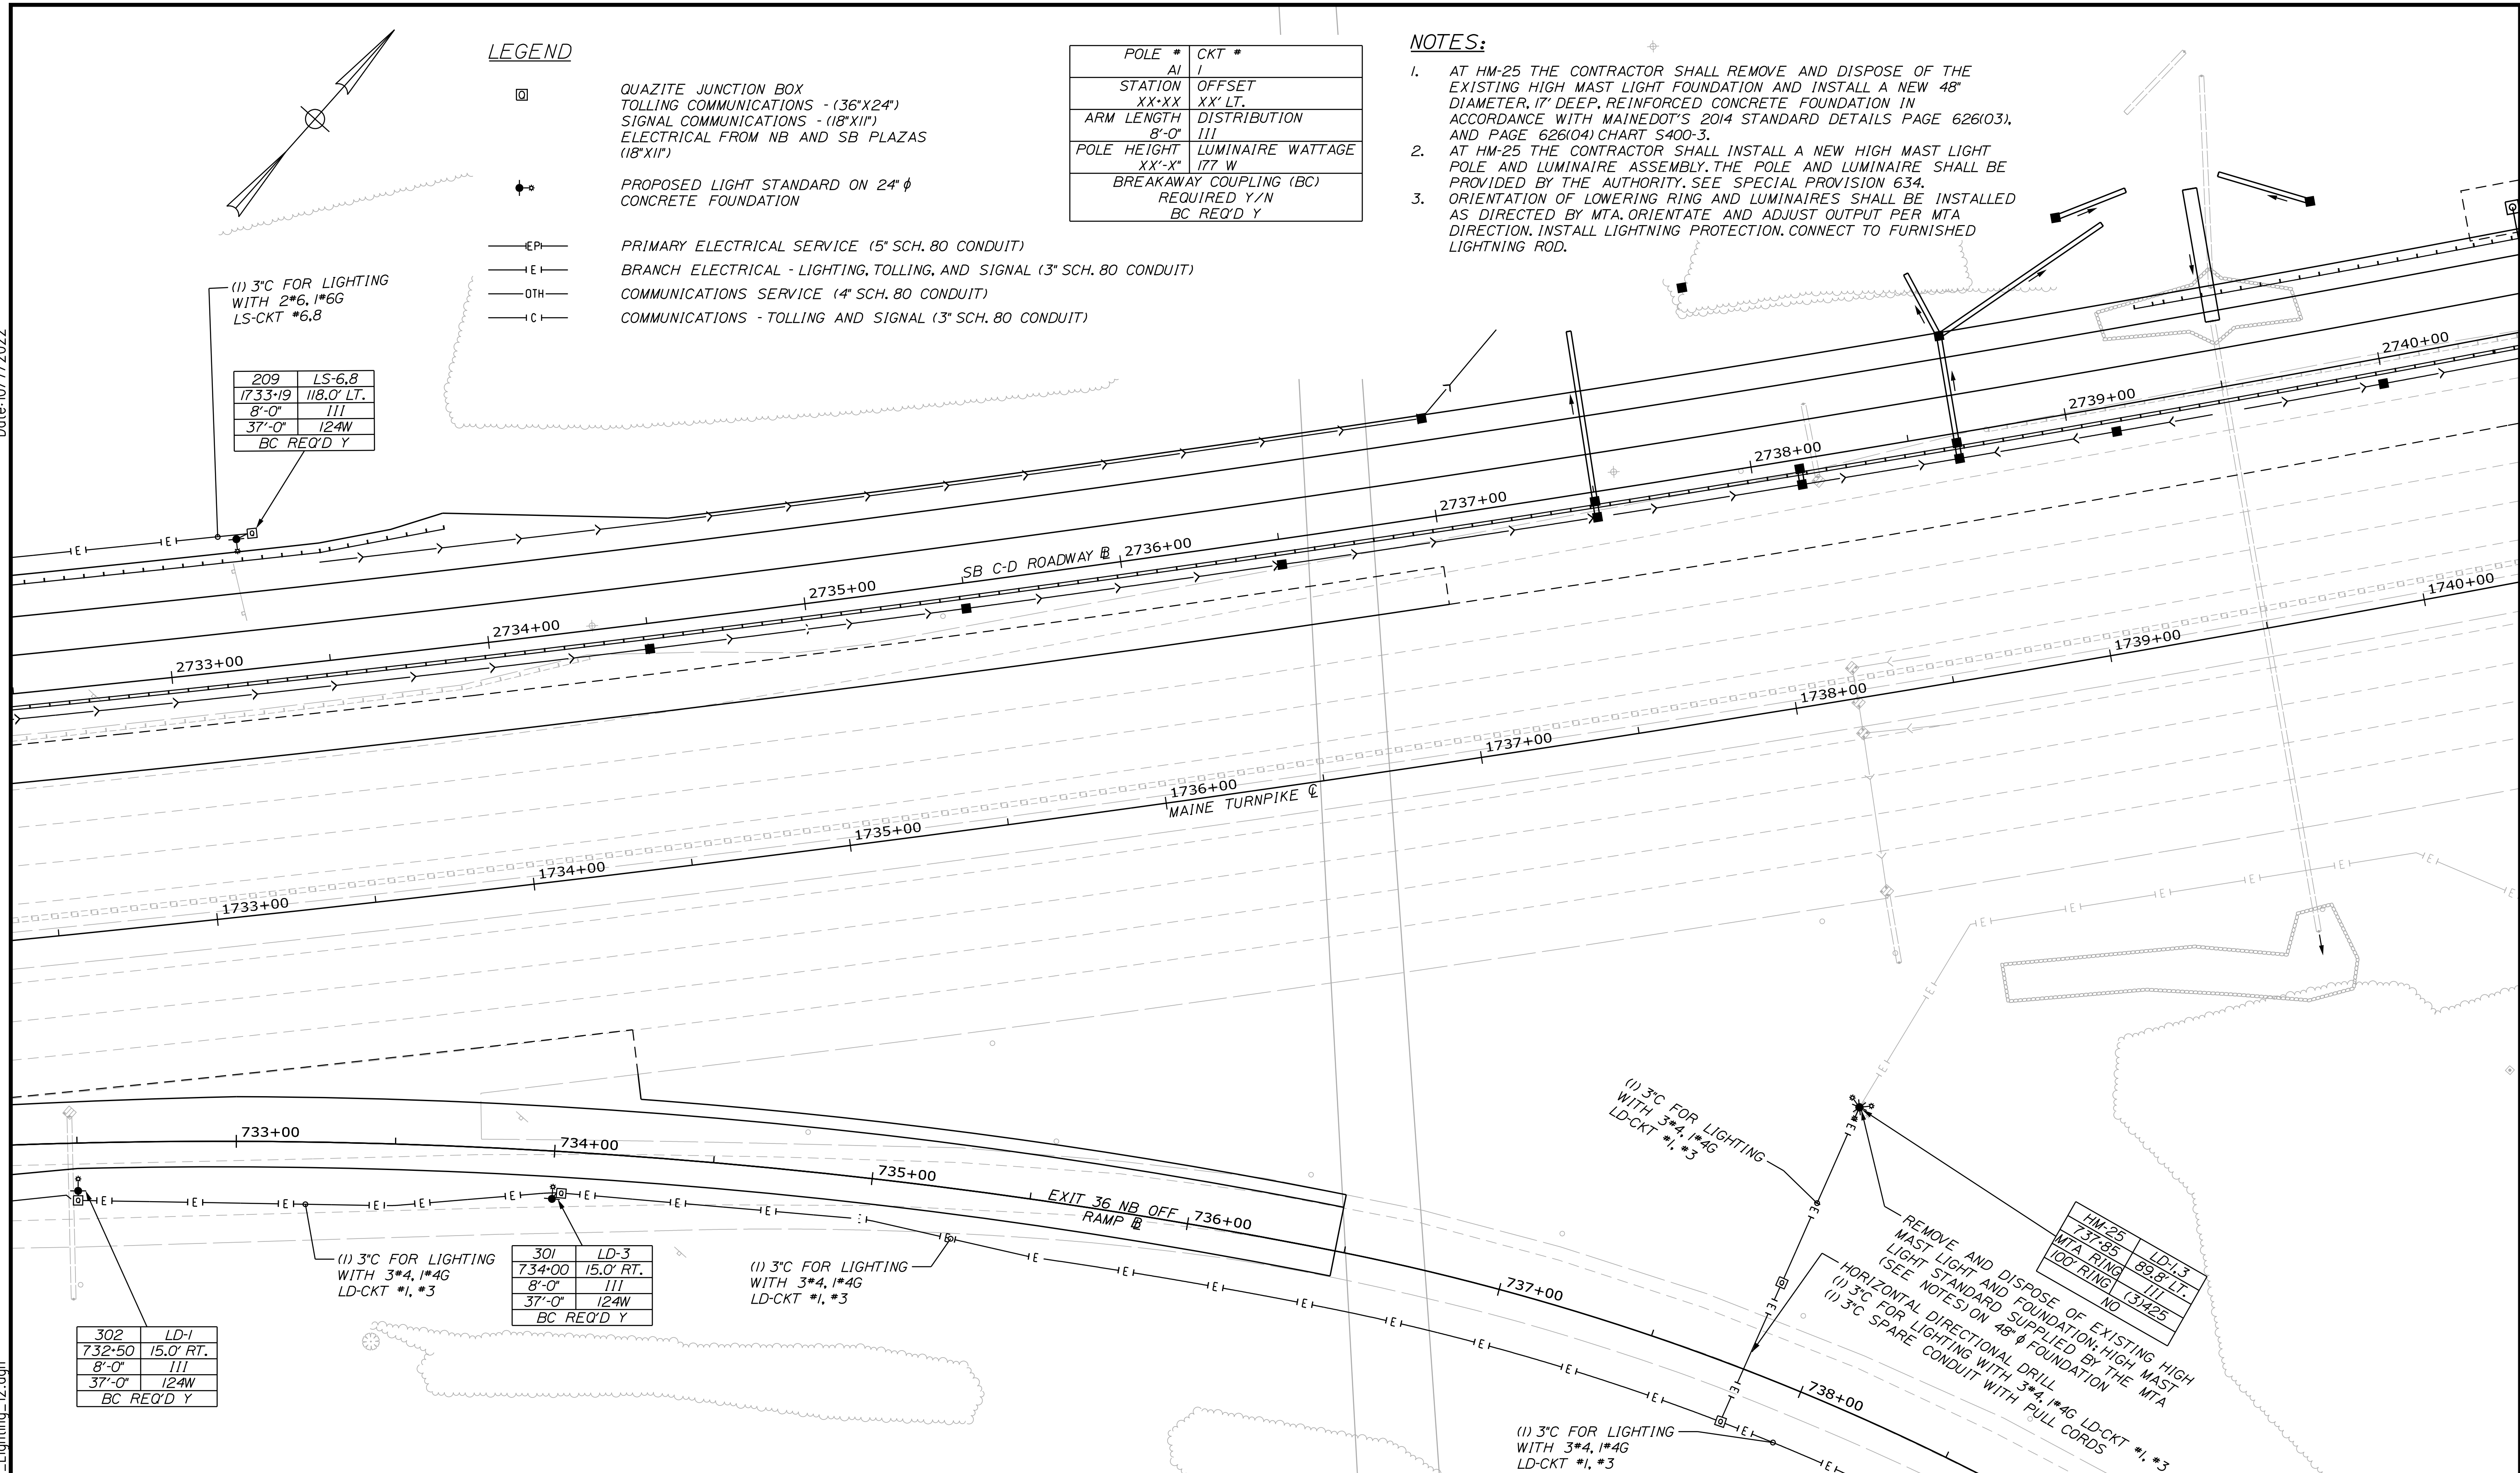 LEGEND
Q
QUAZITE JUNCTION BOX
TOLLING COMMUNICATIONS - (36"X24")
SIGNAL COMMUNICATIONS - (18"X11")
ELECTRICAL FROM NB AND SB PLAZAS
(18"X11")
PROPOSED LIGHT STANDARD ON 24" ϕ
CONCRETE FOUNDATION
EP PRIMARY ELECTRICAL SERVICE (5" SCH. 80 CONDUIT)
E BRANCH ELECTRICAL - LIGHTING, TOLLING, AND SIGNAL (3" SCH. 80 CONDUIT)
OTH COMMUNICATIONS SERVICE (4" SCH. 80 CONDUIT)
C COMMUNICATIONS - TOLLING AND SIGNAL (3" SCH. 80 CONDUIT)
POLE # CKT #
A1 1
STATION OFFSET
XX+XX XX' LT.
ARM LENGTH DISTRIBUTION
8'-0" III
POLE HEIGHT LUMINAIRE WATTAGE
XX'-X" 177 W
BREAKAWAY COUPLING (BC)
REQUIRED Y/N
BC REQ'D Y
NOTES:
1. AT HM-25 THE CONTRACTOR SHALL REMOVE AND DISPOSE OF THE
EXISTING HIGH MAST LIGHT FOUNDATION AND INSTALL A NEW 48"
DIAMETER, 17' DEEP, REINFORCED CONCRETE FOUNDATION IN
ACCORDANCE WITH MAINEDOT'S 2014 STANDARD DETAILS PAGE 626(03),
AND PAGE 626(04) CHART S400-3.
2. AT HM-25 THE CONTRACTOR SHALL INSTALL A NEW HIGH MAST LIGHT
POLE AND LUMINAIRE ASSEMBLY. THE POLE AND LUMINAIRE SHALL BE
PROVIDED BY THE AUTHORITY. SEE SPECIAL PROVISION 634.
3. ORIENTATION OF LOWERING RING AND LUMINAIRES SHALL BE INSTALLED
AS DIRECTED BY MTA. ORIENTATE AND ADJUST OUTPUT PER MTA
DIRECTION. INSTALL LIGHTNING PROTECTION. CONNECT TO FURNISHED
LIGHTNING ROD.
(1) 3"C FOR LIGHTING
WITH 2#6, 1#6G
LS-CKT #6,8
209 LS-6,8
1733+19 118.0' LT.
8'-0" III
37'-0" 124W
BC REQ'D Y
2733+00
2734+00
2735+00
SB C-D ROADWAY BL
2736+00
2737+00
2738+00
2739+00
2740+00
1733+00
1734+00
1735+00
1736+00
MAINE TURNPIKE CL
1737+00
1738+00
1739+00
1740+00
733+00
734+00
735+00
EXIT 36 NB OFF
RAMP BL
736+00
737+00
738+00
(1) 3"C FOR LIGHTING
WITH 3#4, 1#4G
LD-CKT #1, #3
302 LD-1
732+50 15.0' RT.
8'-0" III
37'-0" 124W
BC REQ'D Y
301 LD-3
734+00 15.0' RT.
8'-0" III
37'-0" 124W
BC REQ'D Y
(1) 3"C FOR LIGHTING
WITH 3#4, 1#4G
LD-CKT #1, #3
(1) 3"C FOR LIGHTING
WITH 3#4, 1#4G
LD-CKT #1, #3
(1) 3"C FOR LIGHTING
WITH 3#4, 1#4G
LD-CKT #1, #3
REMOVE AND DISPOSE OF EXISTING HIGH
MAST LIGHT AND FOUNDATION; HIGH MAST
LIGHT STANDARD SUPPLIED BY THE MTA
(SEE NOTES) ON 48" ϕ FOUNDATION
HORIZONTAL DIRECTIONAL DRILL
(1) 3"C FOR LIGHTING WITH 3#4, 1#4G LD-CKT #1, #3
(1) 3"C SPARE CONDUIT WITH PULL CORDS
HM-25 LD-1,3
737+85 89.8' LT.
MTA RING III
100' RING (3)425
NO
Date:10/17/2022
_Lighting_12.dgn